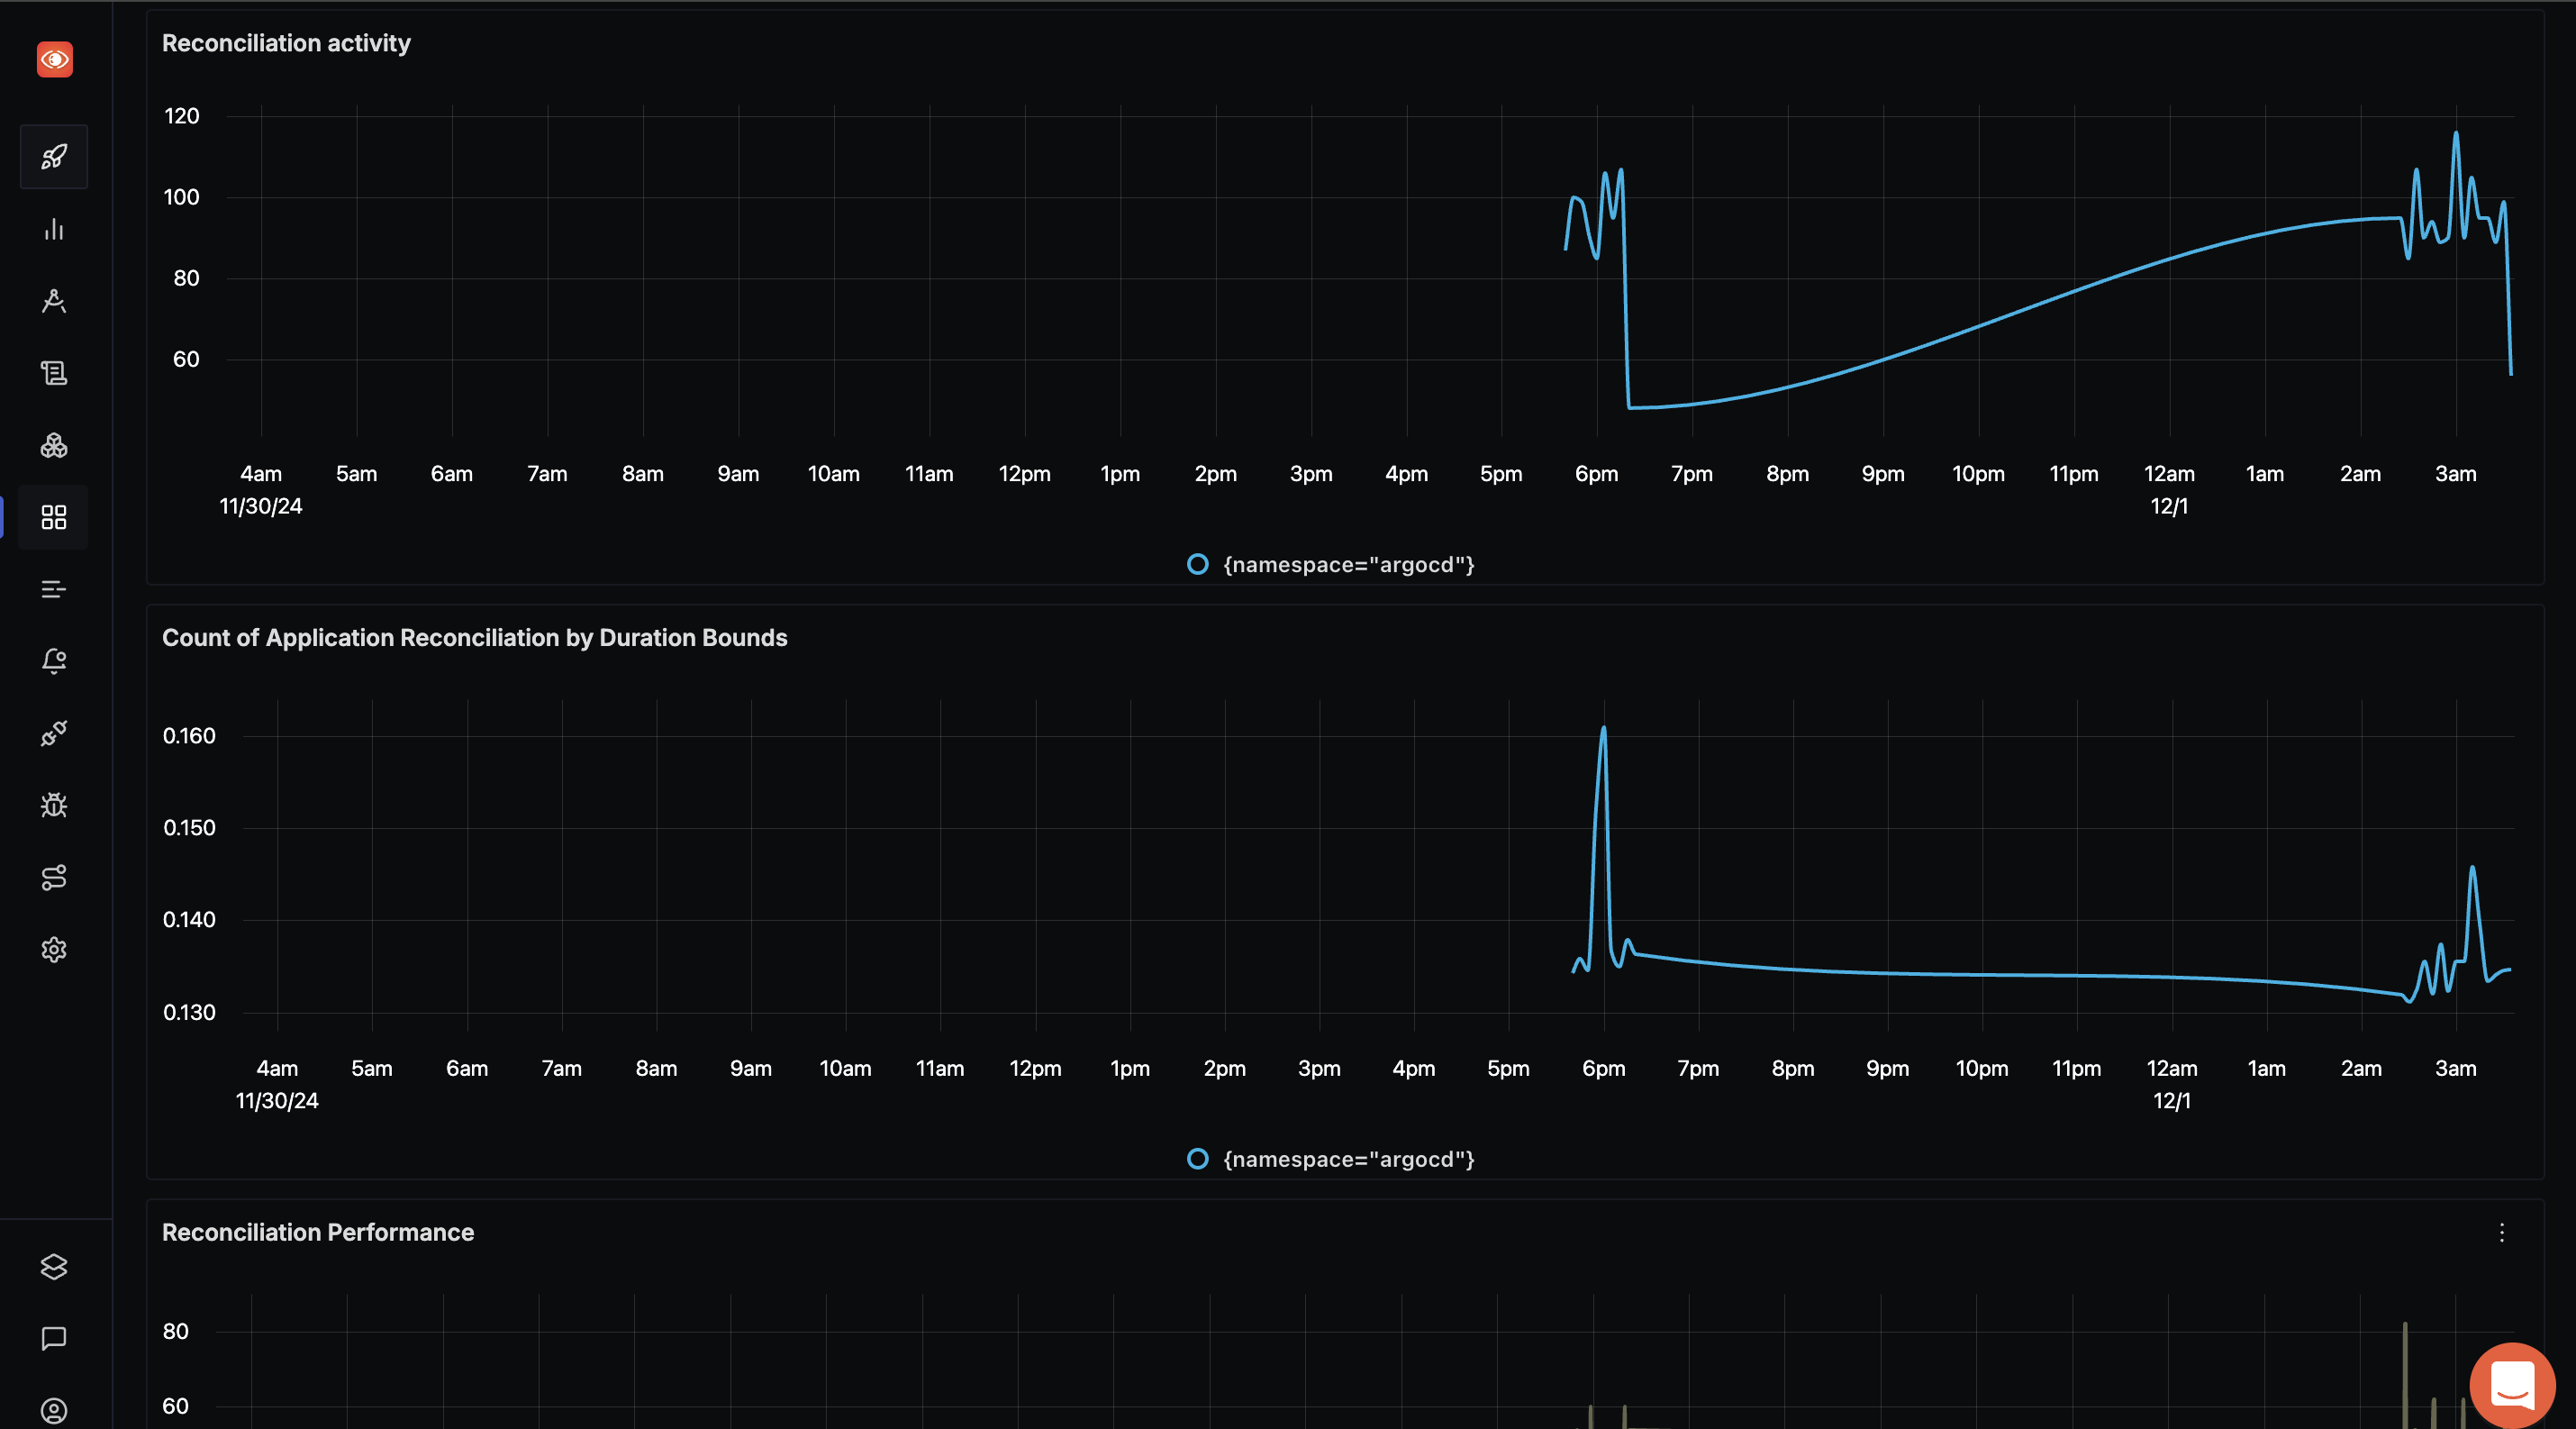 Reconciliation activity
120
100
80
60
4am 5am 6am 7am 8am 9am 10am 11am 12pm 1pm 2pm 3pm 4pm 5pm 6pm 7pm 8pm 9pm 10pm 11pm 12am 1am 2am 3am
11/30/24 12/1
{namespace="argocd"}
Count of Application Reconciliation by Duration Bounds
0.160
0.150
0.140
0.130
4am 5am 6am 7am 8am 9am 10am 11am 12pm 1pm 2pm 3pm 4pm 5pm 6pm 7pm 8pm 9pm 10pm 11pm 12am 1am 2am 3am
11/30/24 12/1
{namespace="argocd"}
Reconciliation Performance
80
60